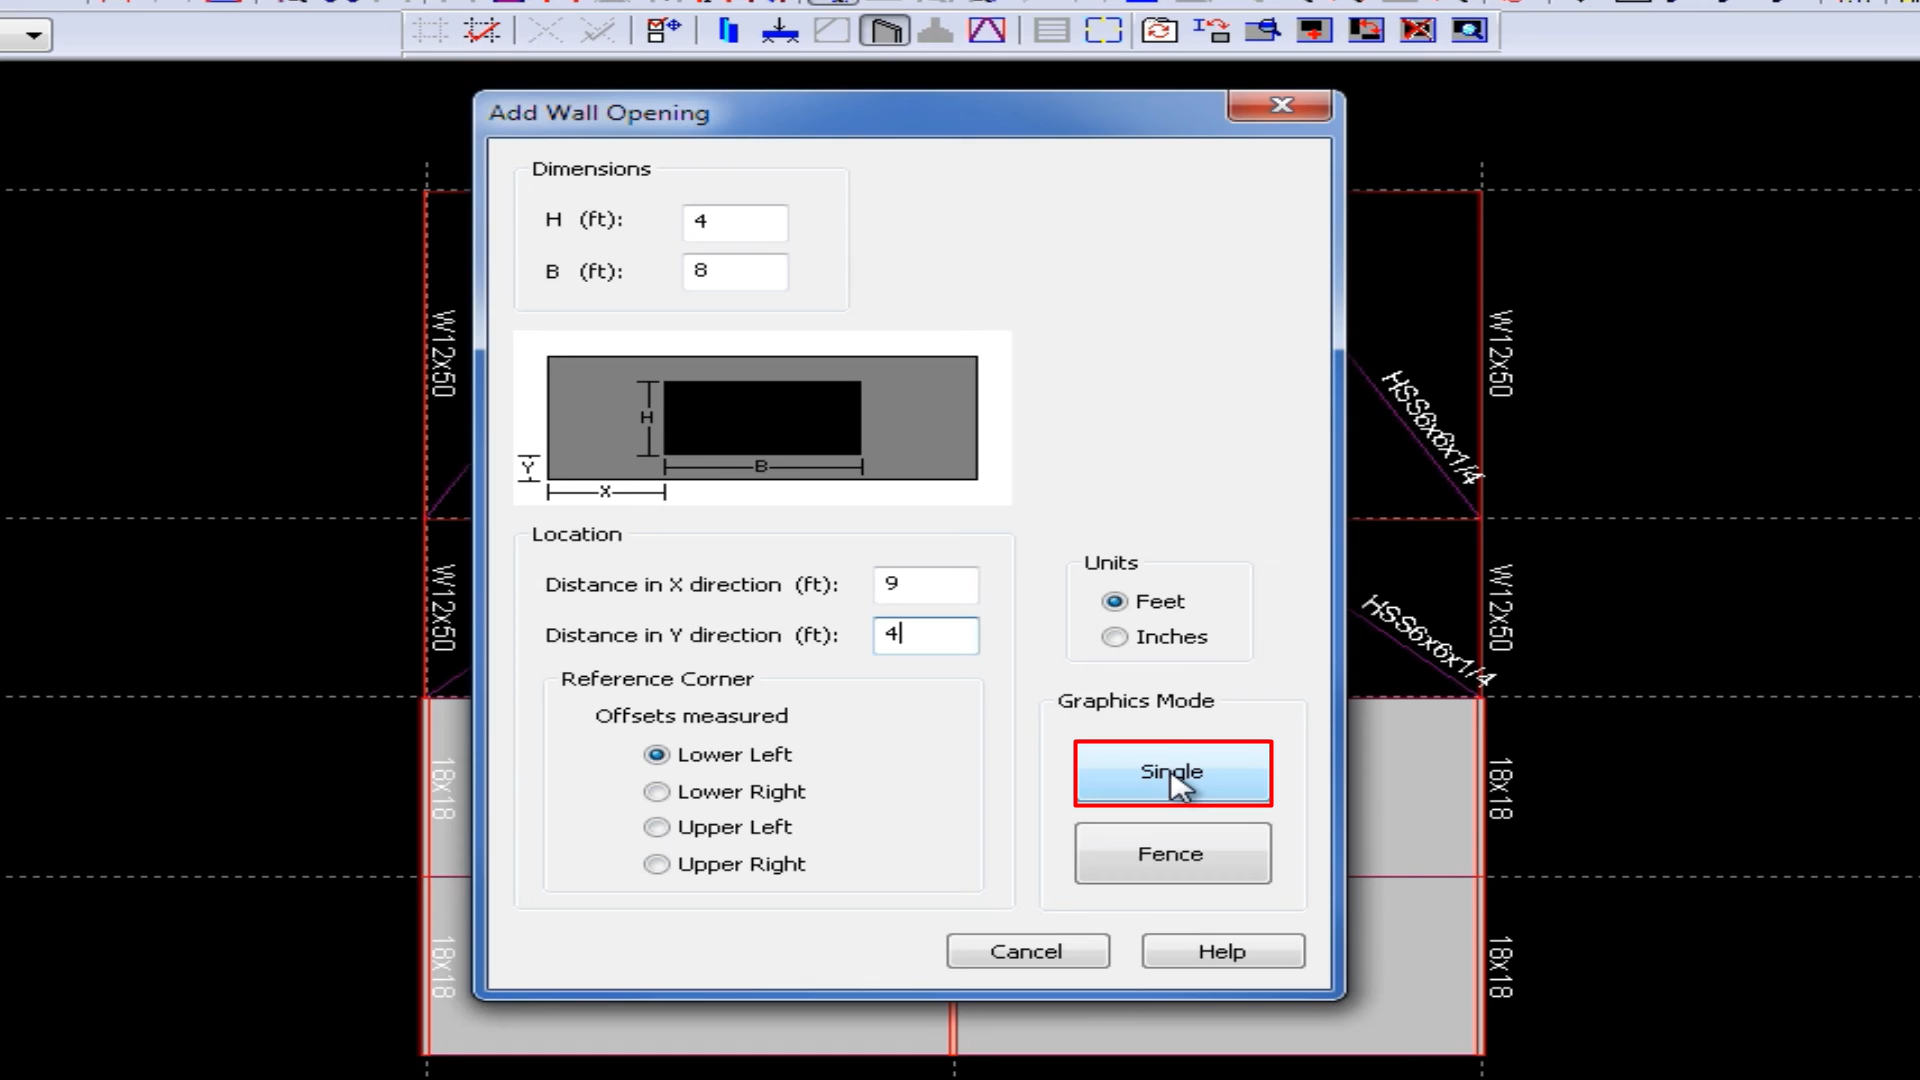 Add Wall Opening
Dimensions
H (ft): 4
B (ft): 8
H
B
Y
X
Location
Distance in X direction (ft): 9
Distance in Y direction (ft): 4
Reference Corner
Offsets measured
Lower Left
Lower Right
Upper Left
Upper Right
Units
Feet
Inches
Graphics Mode
Single
Fence
Cancel
Help
W12x50
W12x50
18x18
18x18
HSS6x6x1/4
HSS6x6x1/4
W12x50
W12x50
18x18
18x18